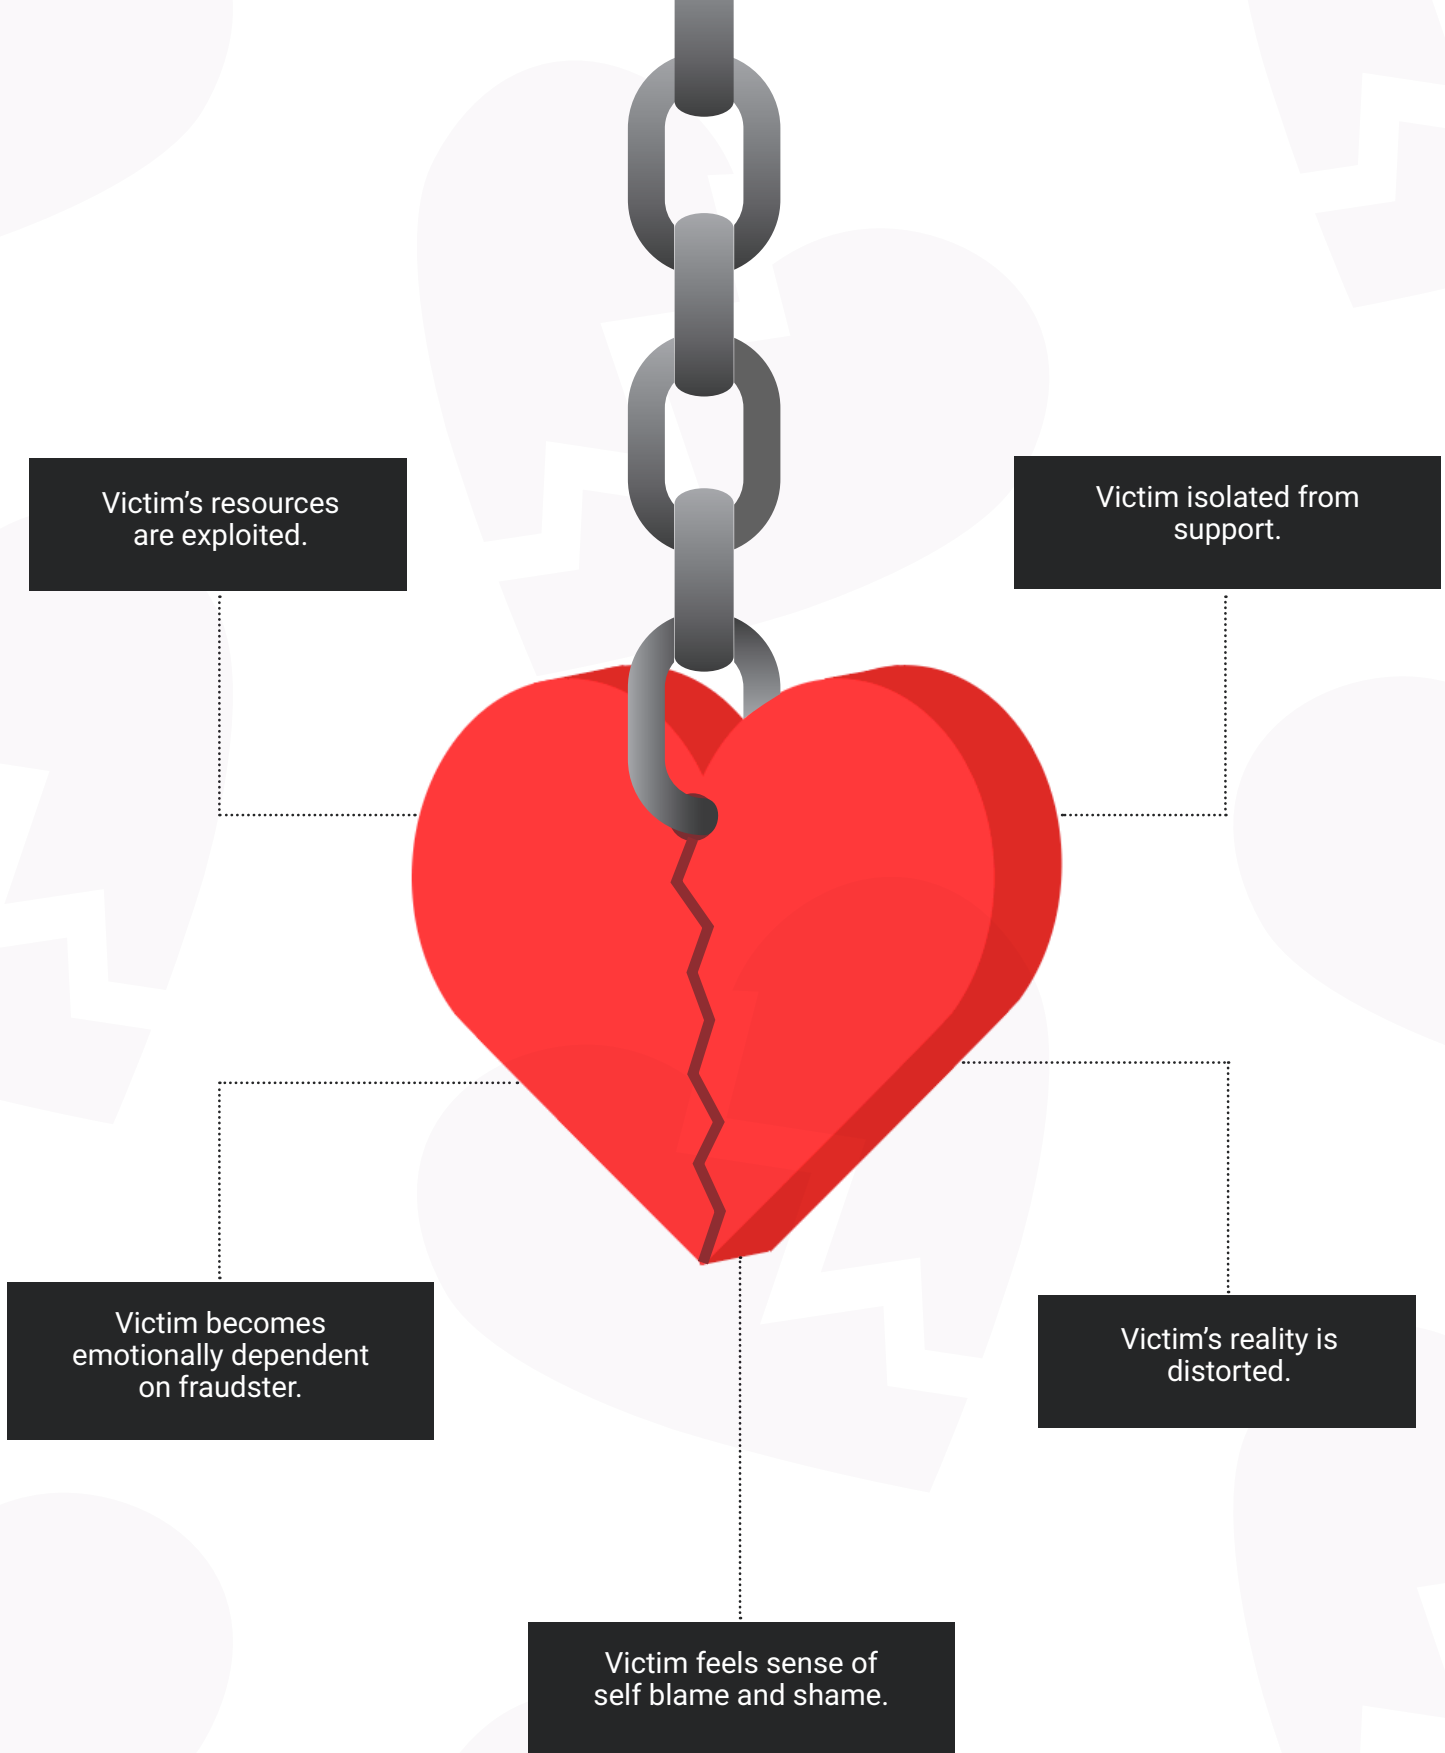 Victim’s resources
are exploited.
Victim isolated from
support.
Victim becomes
emotionally dependent
on fraudster.
Victim’s reality is
distorted.
Victim feels sense of
self blame and shame.